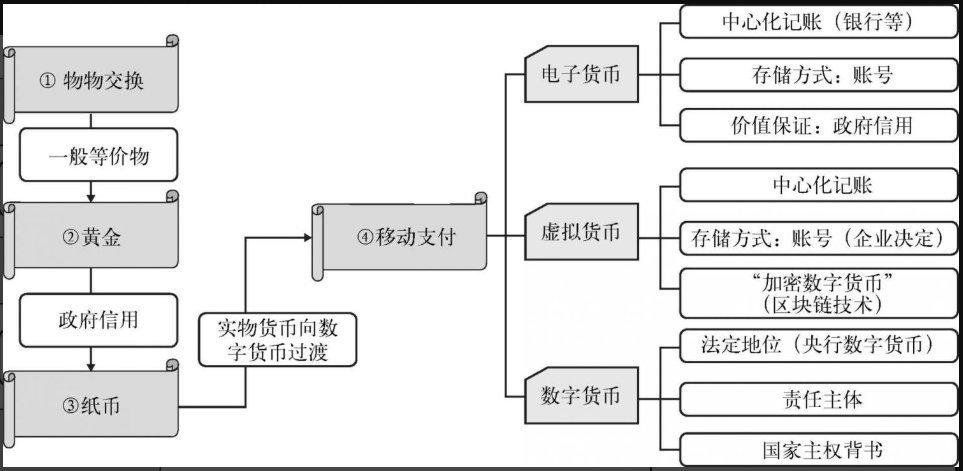 ① 物物交换
一般等价物
②黄金
政府信用
③纸币
实物货币向数
字货币过渡
④移动支付
电子货币
中心化记账（银行等）
存储方式：账号
价值保证：政府信用
虚拟货币
中心化记账
存储方式：账号（企业决定）
“加密数字货币”
（区块链技术）
数字货币
法定地位（央行数字货币）
责任主体
国家主权背书